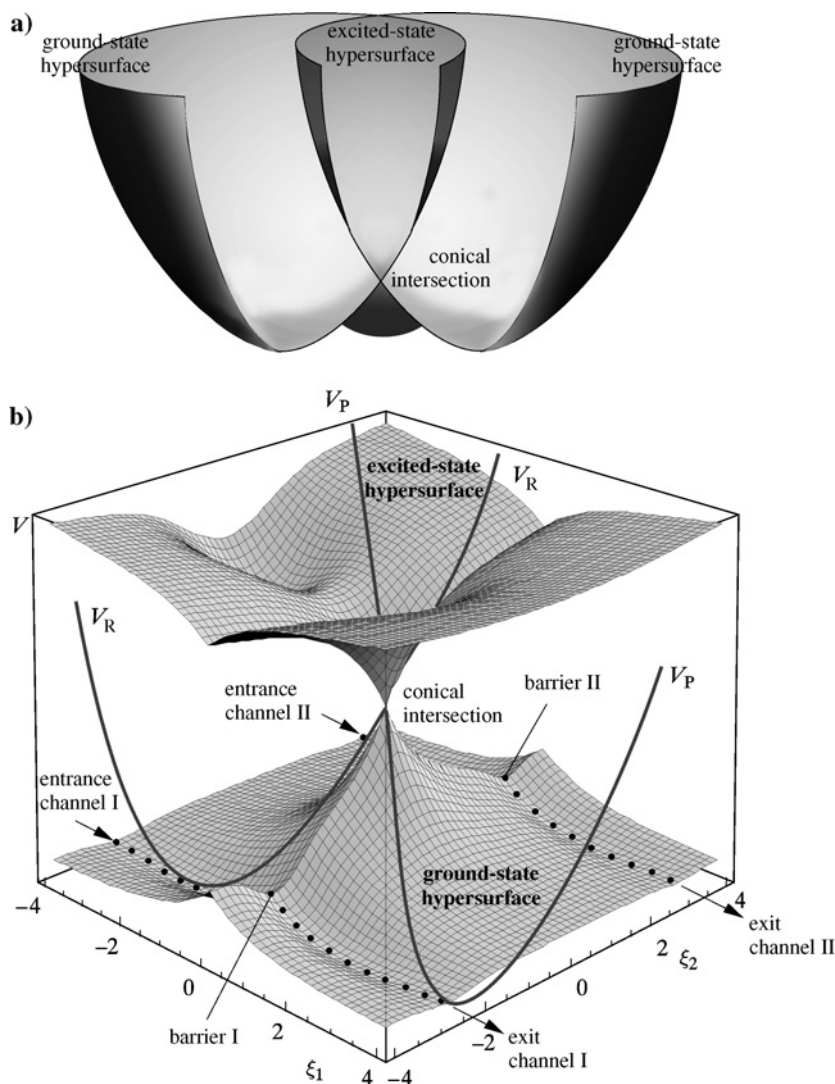 a)
ground-state
hypersurface
excited-state
hypersurface
ground-state
hypersurface
conical
intersection
b)
V_P
excited-state
hypersurface
V_R
V
V_R
entrance
channel II
conical
intersection
barrier II
V_P
entrance
channel I
ground-state
hypersurface
−4
−2
0
2
4
ξ_1
barrier I
exit
channel I
−4
−2
0
2
4
ξ_2
exit
channel II